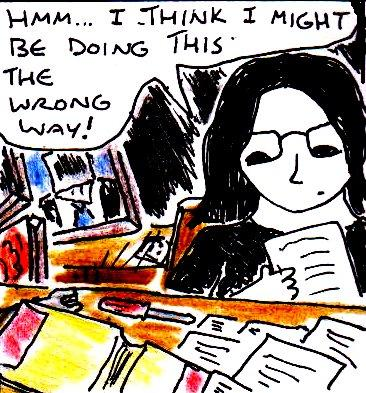 HMM... I THINK I MIGHT
BE DOING THIS
THE
WRONG
WAY!